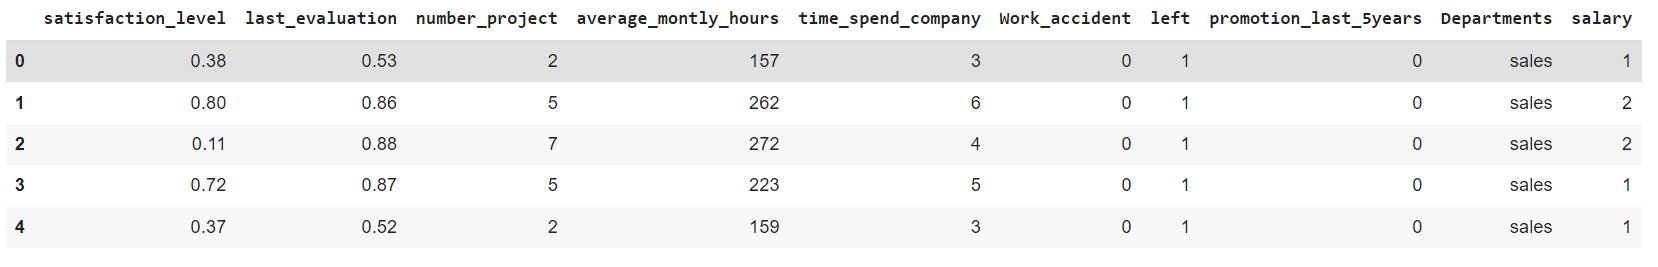 satisfaction_level last_evaluation number_project average_montly_hours time_spend_company Work_accident left promotion_last_5years Departments salary
0 0.38 0.53 2 157 3 0 1 0 sales 1
1 0.80 0.86 5 262 6 0 1 0 sales 2
2 0.11 0.88 7 272 4 0 1 0 sales 2
3 0.72 0.87 5 223 5 0 1 0 sales 1
4 0.37 0.52 2 159 3 0 1 0 sales 1